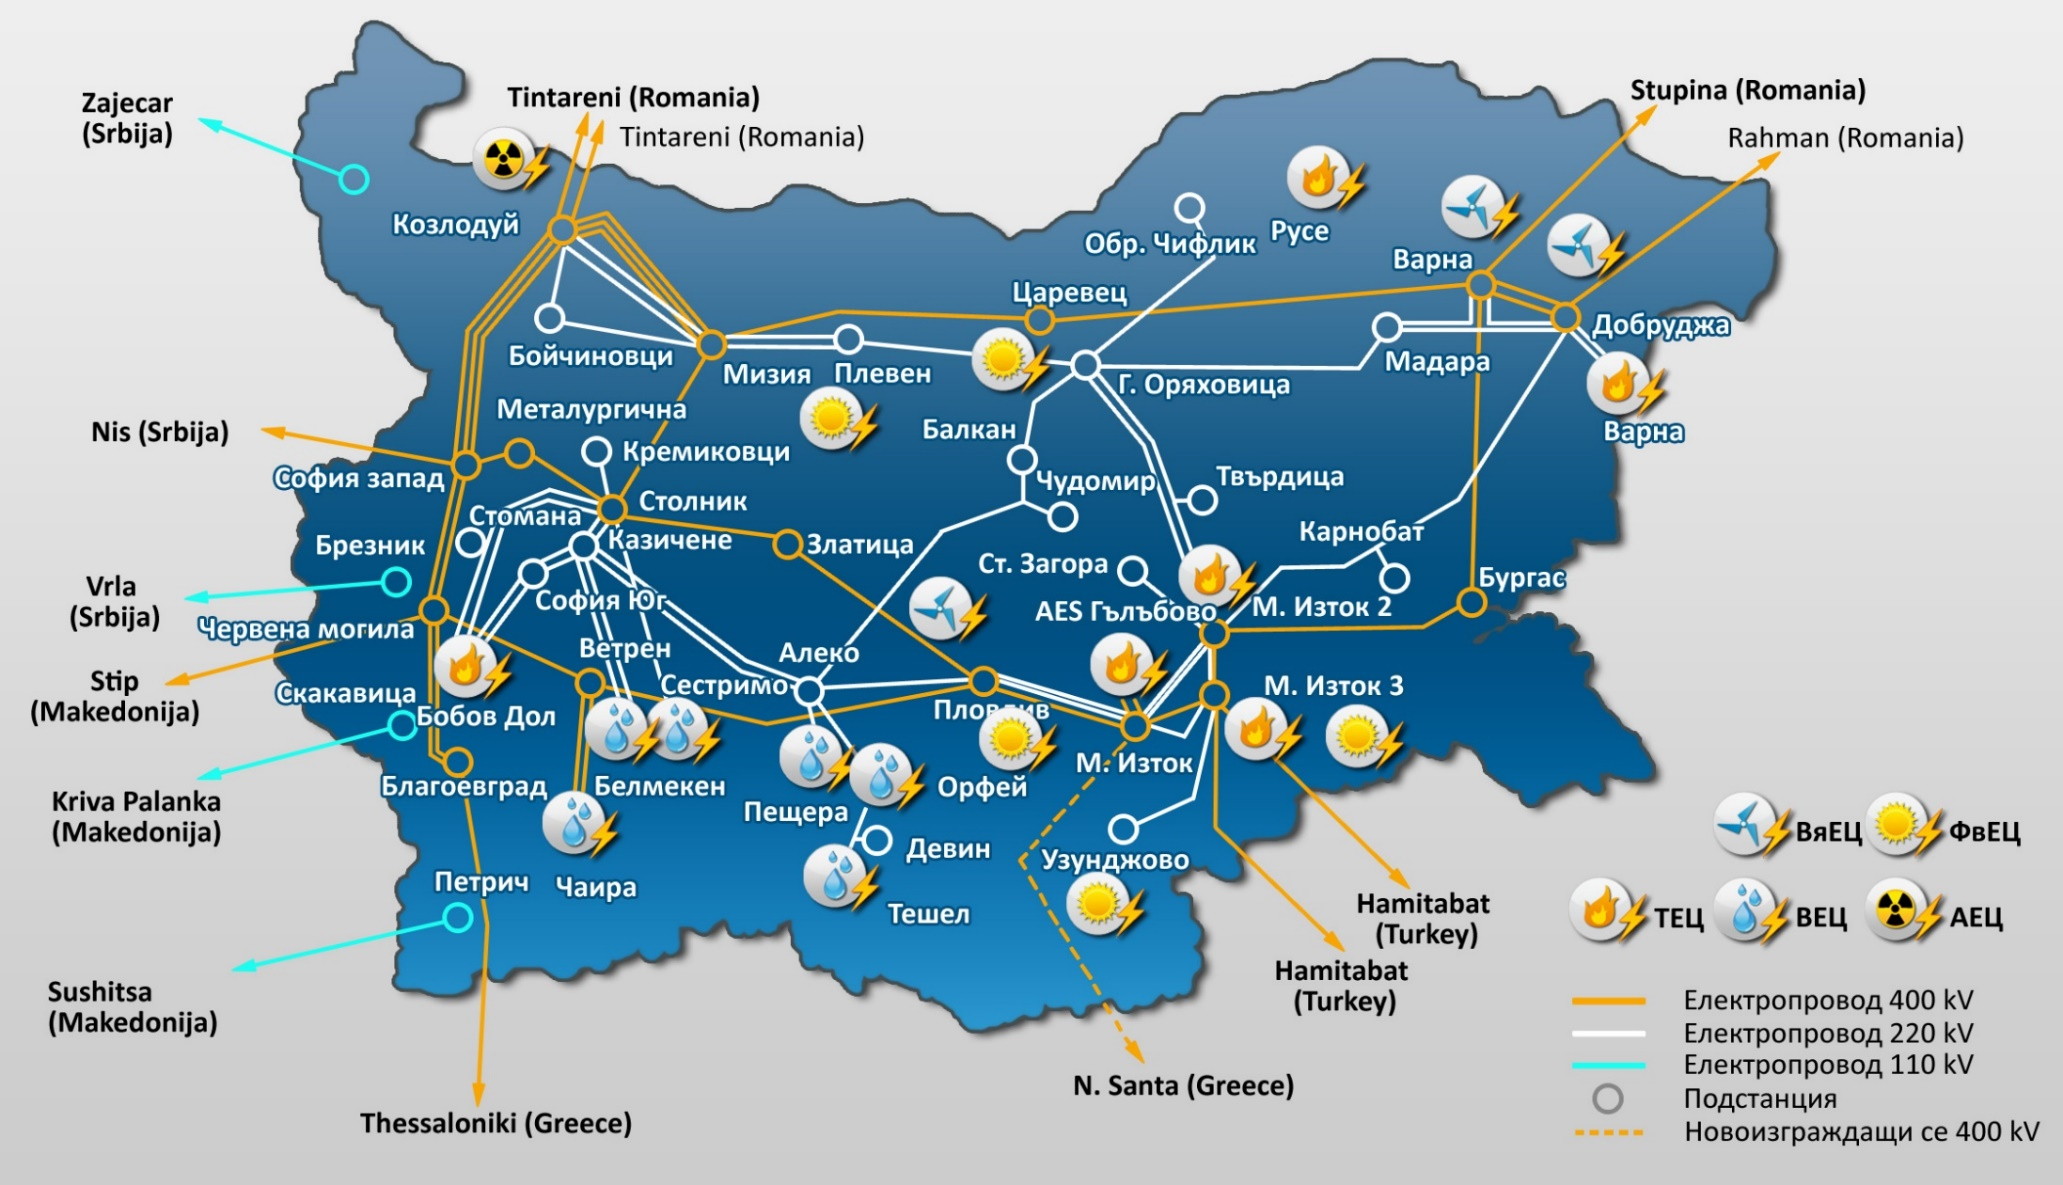 Zajecar
(Srbija)
Tintareni (Romania)
Tintareni (Romania)
Stupina (Romania)
Rahman (Romania)
Козлодуй
Обр. Чифлик
Русе
Варна
Царевец
Добруджа
Бойчиновци
Мизия
Плевен
Г. Оряховица
Мадара
Варна
Металургична
Кремиковци
Балкан
Nis (Srbija)
София запад
Чудомир
Твърдица
Столник
Стомана
Казичене
Златица
Карнобат
Брезник
Ст. Загора
Бургас
Vrla
(Srbija)
София Юг
AES Гълъбово
М. Изток 2
Червена могила
Ветрен
Алеко
Stip
(Makedonija)
Скакавица
Сестримо
М. Изток 3
Бобов Дол
Пловдив
М. Изток
Благоевград
Белмекен
Орфей
Пещера
Kriva Palanka
(Makedonija)
Девин
Узунджово
Петрич
Чаира
Тешел
Hamitabat
(Turkey)
Hamitabat
(Turkey)
Sushitsa
(Makedonija)
N. Santa (Greece)
Thessaloniki (Greece)
ВяЕЦ
ФвЕЦ
ТЕЦ
ВЕЦ
АЕЦ
Електропровод 400 kV
Електропровод 220 kV
Електропровод 110 kV
Подстанция
Новоизграждащи се 400 kV